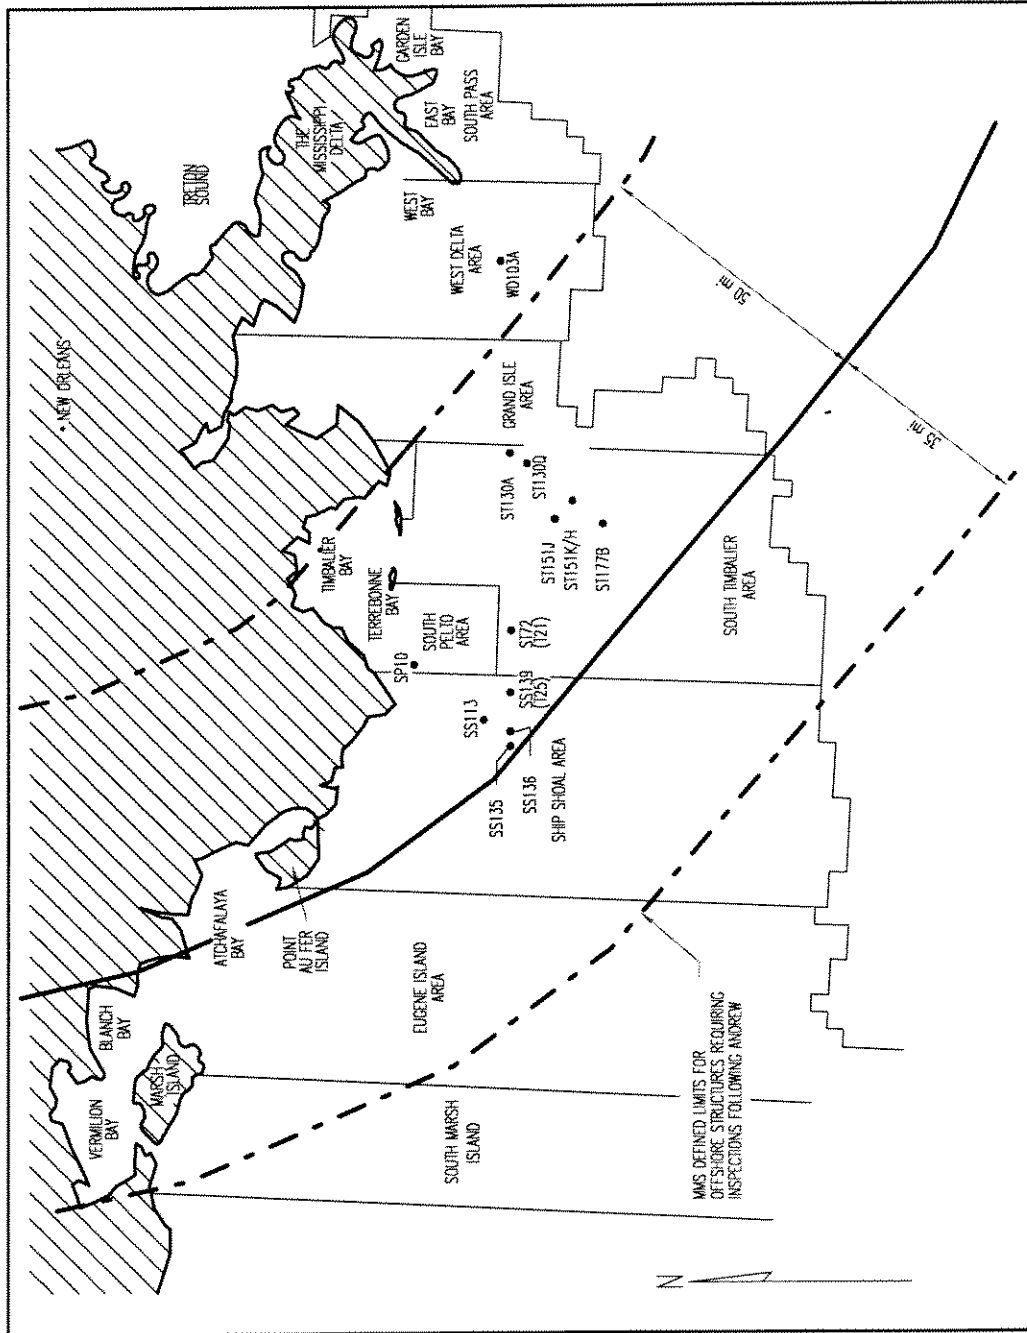 NEW ORLEANS
BRETON
SOUND
THE
MISSISSIPPI
DELTA
GARDEN
ISLE
BAY
EAST
BAY
SOUTH PASS
AREA
WEST
BAY
WEST DELTA
AREA
WD103A
GRAND ISLE
AREA
TIMBALIER
BAY
TERREBONNE
BAY
SOUTH
PELTO
AREA
SP10
ST130A
ST130D
ST151J
ST151K/H
ST177B
ST72
(T21)
SS139
(T25)
SS113
SS135
SS136
SHIP SHOAL AREA
SOUTH TIMBALIER
AREA
50 mi
35 mi
ATCHAFALAYA
BAY
POINT
AU FER
ISLAND
BLANCH
BAY
MARSH
ISLAND
VERMILION
BAY
EUGENE ISLAND
AREA
SOUTH MARSH
ISLAND
MMS DEFINED LIMITS FOR
OFFSHORE STRUCTURES REQUIRING
INSPECTIONS FOLLOWING ANDREW
N